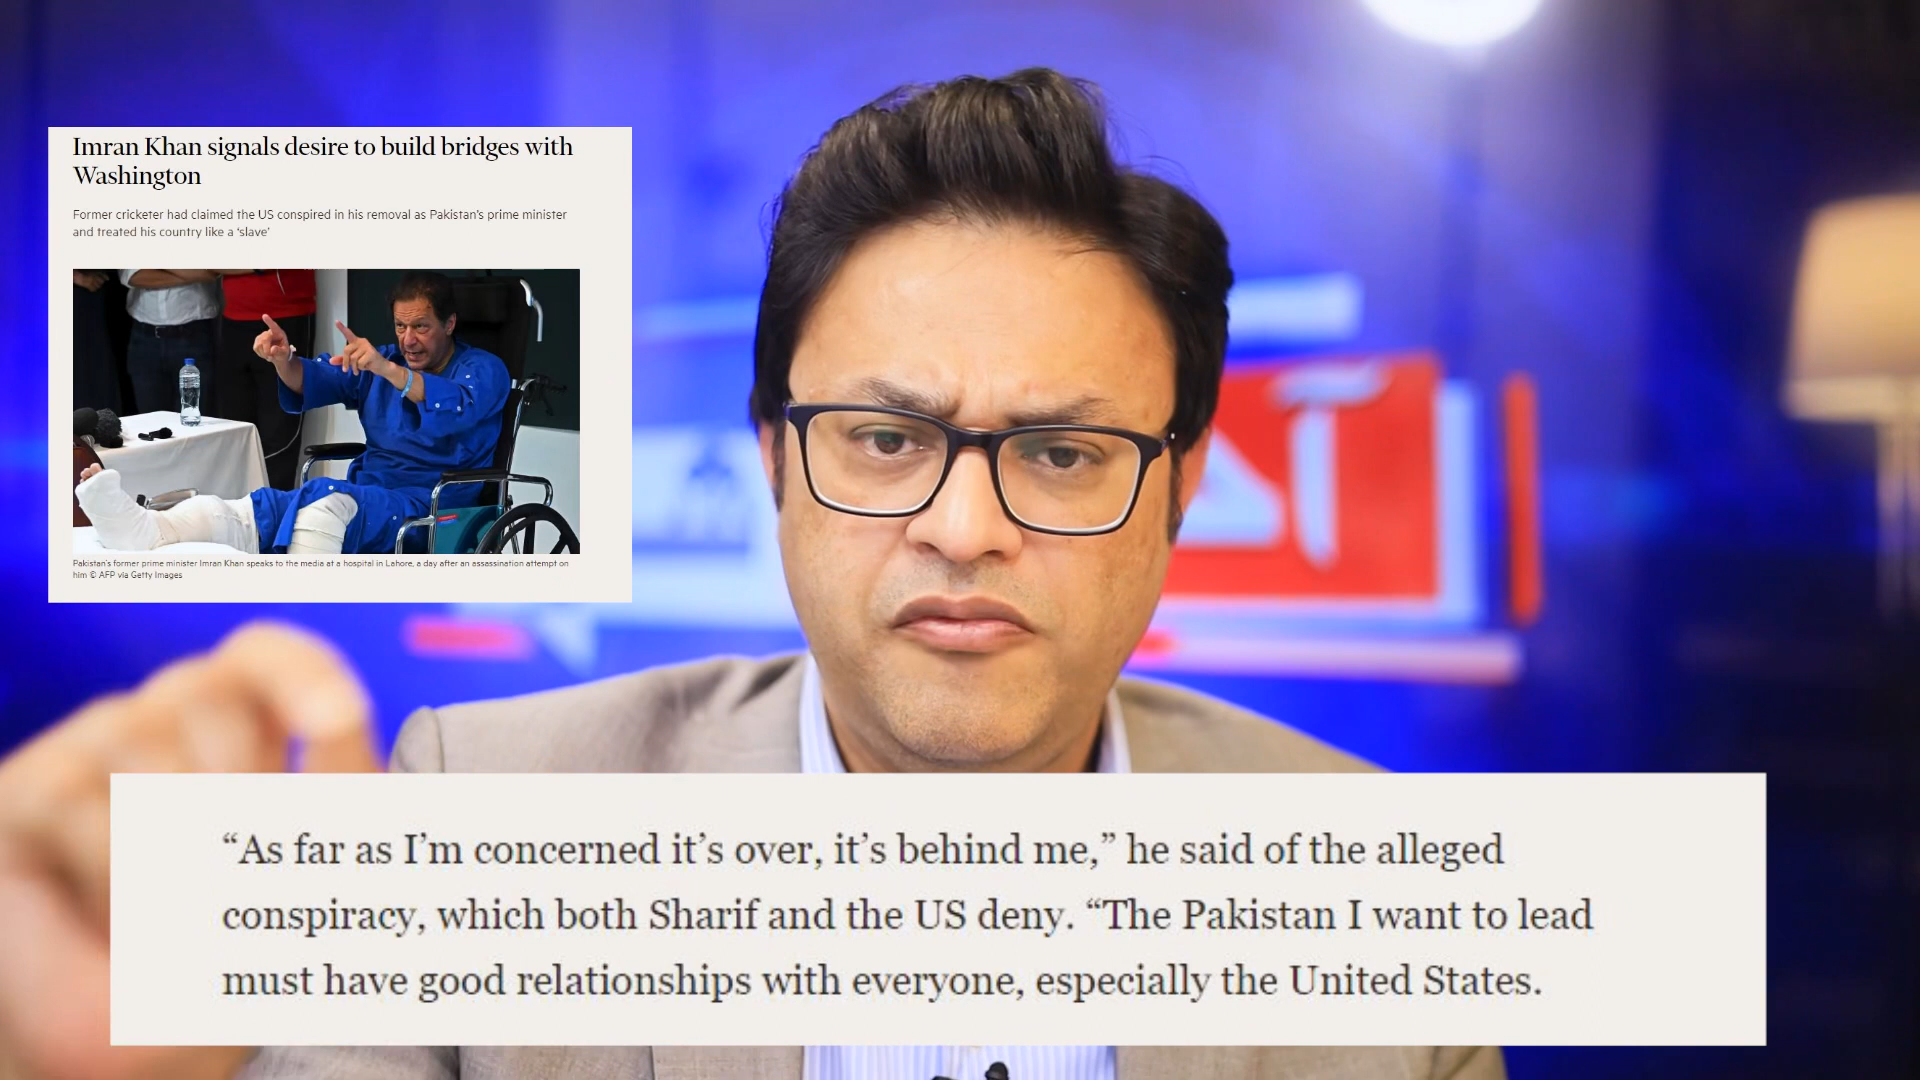 Imran Khan signals desire to build bridges with
Washington
Former cricketer had claimed the US conspired in his removal as Pakistan’s prime minister
and treated his country like a ‘slave’
Pakistan’s former prime minister Imran Khan speaks to the media at a hospital in Lahore, a day after an assassination attempt on
him © AFP via Getty Images
“As far as I’m concerned it’s over, it’s behind me,” he said of the alleged
conspiracy, which both Sharif and the US deny. “The Pakistan I want to lead
must have good relationships with everyone, especially the United States.